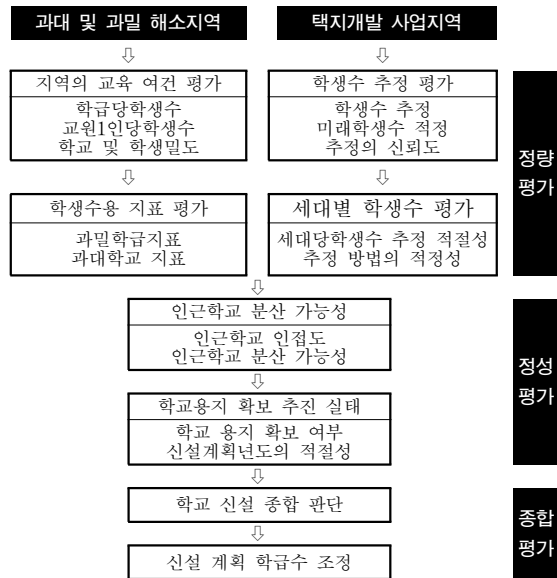 과대 및 과밀 해소지역
택지개발 사업지역
지역의 교육 여건 평가
학급당학생수
교원1인당학생수
학교 및 학생밀도
학생수 추정 평가
학생수 추정
미래학생수 적정
추정의 신뢰도
정량
평가
학생수용 지표 평가
과밀학급지표
과대학교 지표
세대별 학생수 평가
세대당학생수 추정 적절성
추정 방법의 적정성
인근학교 분산 가능성
인근학교 인접도
인근학교 분산 가능성
정성
평가
학교용지 확보 추진 실태
학교 용지 확보 여부
신설계획년도의 적절성
학교 신설 종합 판단
종합
평가
신설 계획 학급수 조정